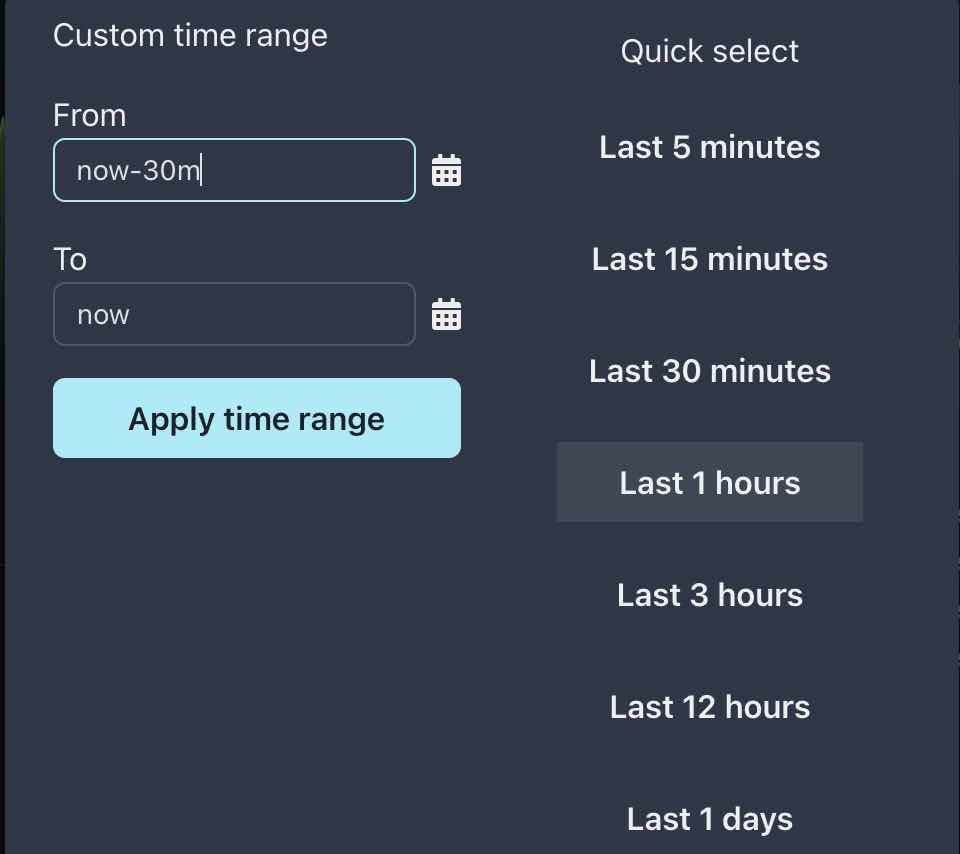 Custom time range
From
now-30m
To
now
Apply time range
Quick select
Last 5 minutes
Last 15 minutes
Last 30 minutes
Last 1 hours
Last 3 hours
Last 12 hours
Last 1 days